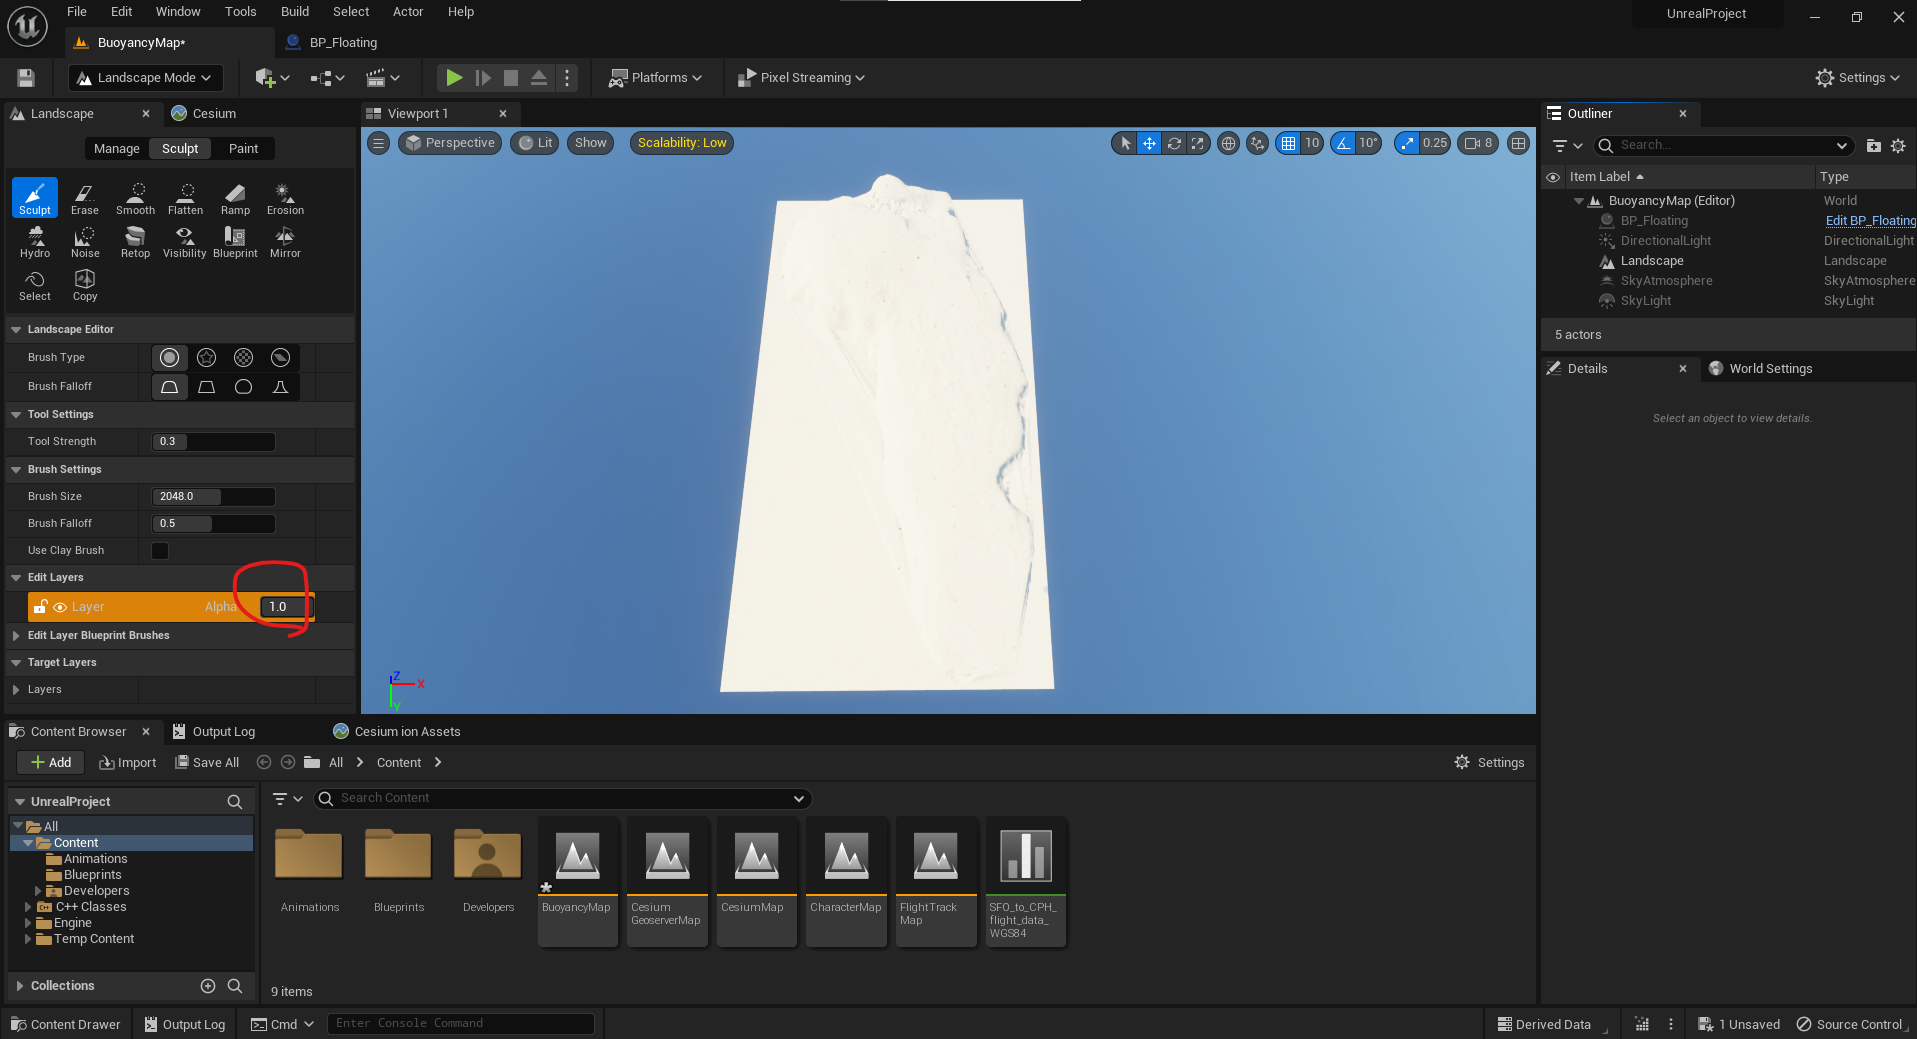 File Edit Window Tools Build Select Actor Help
UnrealProject
BuoyancyMap*
BP_Floating
Landscape Mode
Platforms
Pixel Streaming
Settings
Landscape
Cesium
Manage Sculpt Paint
Sculpt Erase Smooth Flatten Ramp Erosion
Hydro Noise Retop Visibility Blueprint Mirror
Select Copy
Landscape Editor
Brush Type
Brush Falloff
Tool Settings
Tool Strength 0.3
Brush Settings
Brush Size 2048.0
Brush Falloff 0.5
Use Clay Brush
Edit Layers
Layer Alpha 1.0
Edit Layer Blueprint Brushes
Target Layers
Layers
Viewport 1
Perspective Lit Show Scalability: Low
10 10° 0.25 8
Z
X
Y
Outliner
Search...
Item Label Type
BuoyancyMap (Editor) World
BP_Floating Edit BP_Floating
DirectionalLight DirectionalLight
Landscape Landscape
SkyAtmosphere SkyAtmosphere
SkyLight SkyLight
5 actors
Details
World Settings
Select an object to view details.
Content Browser
Output Log
Cesium ion Assets
Add Import Save All All Content
Settings
UnrealProject
All
Content
Animations
Blueprints
Developers
C++ Classes
Engine
Temp Content
Collections
Search Content
Animations
Blueprints
Developers
BuoyancyMap
Cesium
GeoserverMap
CesiumMap
CharacterMap
FlightTrack
Map
SFO_to_CPH_
flight_data_
WGS84
9 items
Content Drawer Output Log Cmd Enter Console Command
Derived Data 1 Unsaved Source Control